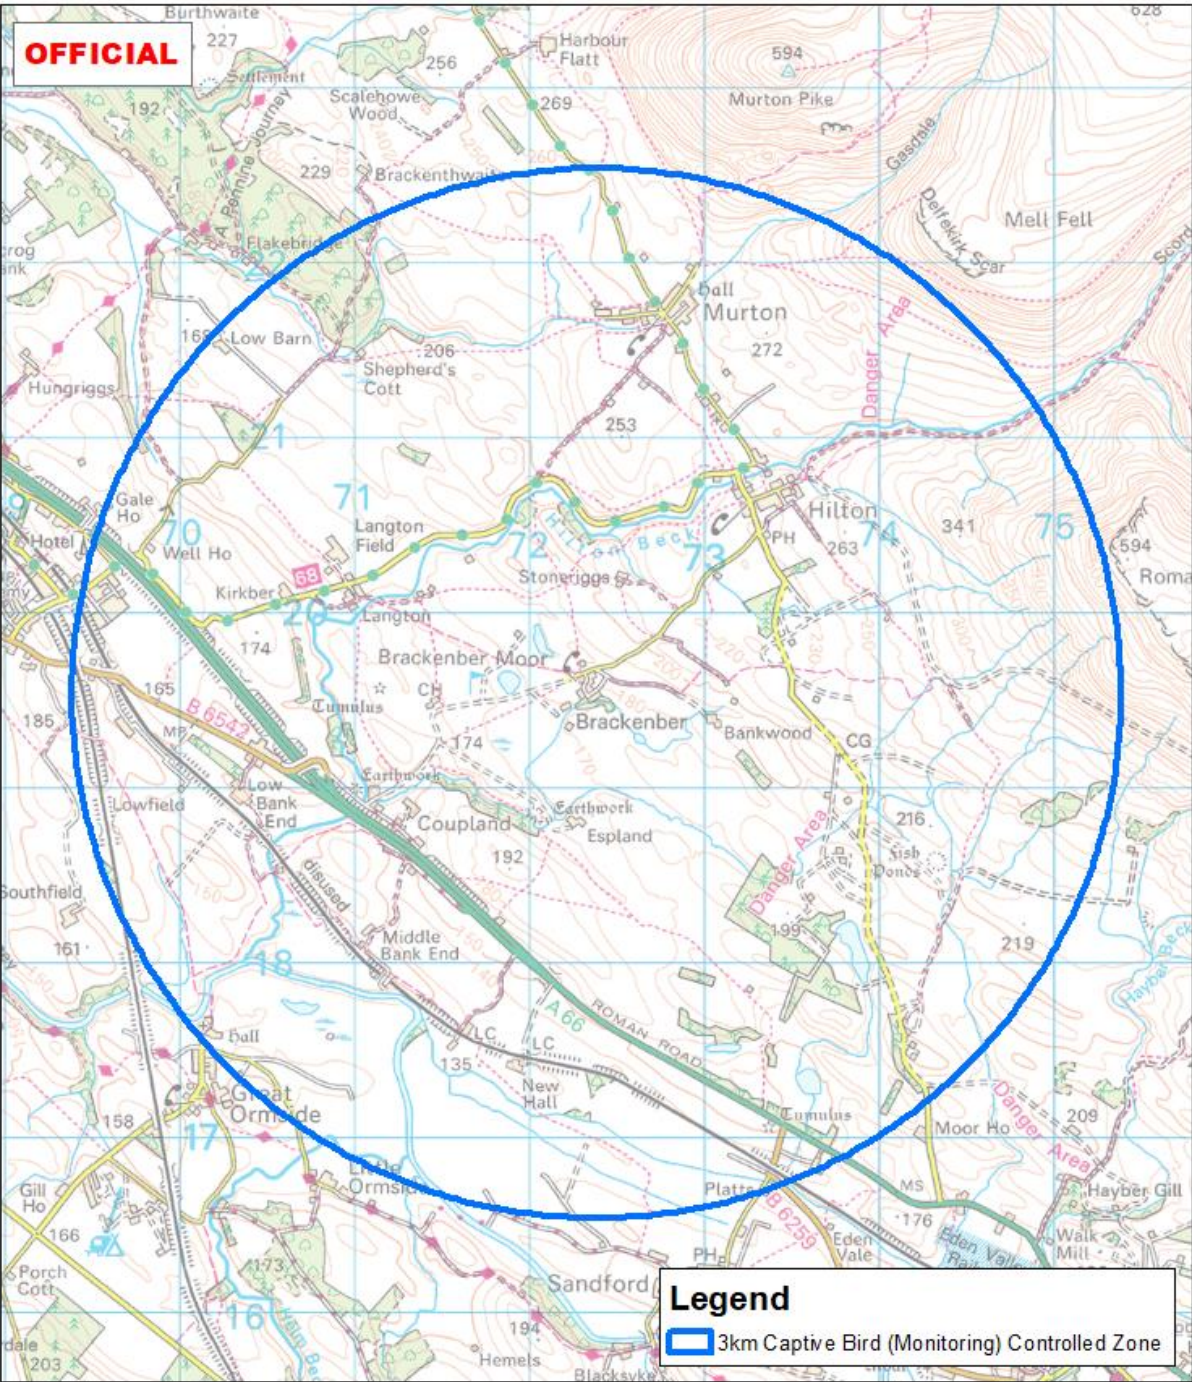 OFFICIAL
Burthwaite
227
Settlement
256
Harbour
Flatt
594
628
Murton Pike
Scalehowe
Wood
269
192
A Pennine Journey
229
260
Brackenthwaite
Gasdale
Delfekirk Scar
Mell Fell
Flakebridge
22
Hall
Murton
272
Danger Area
168
Low Barn
206
Shepherd's
Cott
Hungriggs
253
21
Gale
Ho
71
Langton
Field
70
Hotel
Well Ho
72
Hilton Beck
73
Hilton
74
341
75
594
PH
263
Kirkber
68
Stoneriggs
20
Langton
174
Brackenber Moor
CH
Tumulus
165
B 6542
185
MP
174
Brackenber
Bankwood
CG
Earthwork
Low
Bank
End
Lowfield
Coupland
Earthwork
Espland
192
216
Fish
Ponds
Danger Area
disused
Southfield
161
Middle
Bank End
199
219
18
Hayber Beck
A 66
ROMAN ROAD
LC
LC
135
Hall
New
Hall
Great
Ormside
158
17
Tumulus
Moor Ho
209
Danger Area
Little
Ormside
Gill
Ho
166
Platts
B 6259
MS
176
Hayber Gill
Walk
Mill
Eden
Vale
PH
173
Porch
Cott
16
Sandford
194
Hemels
203
Legend
3km Captive Bird (Monitoring) Controlled Zone